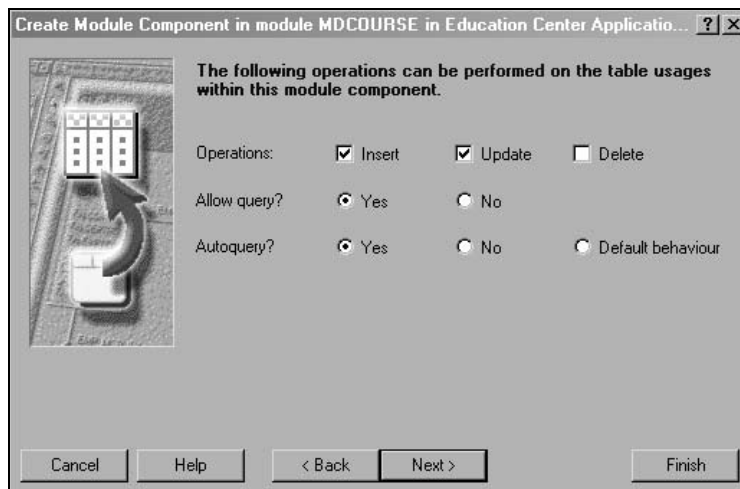 Create Module Component in module MDCOURSE in Education Center Applicatio...
The following operations can be performed on the table usages
within this module component.
Operations: Insert Update Delete
Allow query? Yes No
Autoquery? Yes No Default behaviour
Cancel Help < Back Next > Finish